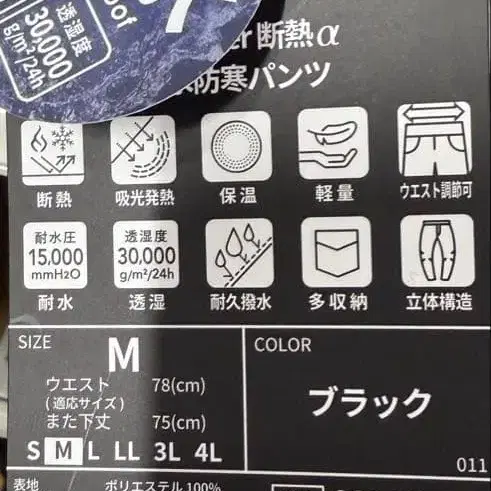 透湿度
30,000
g/m²/24h
oof
er断熱α
防寒パンツ
断熱 吸光発熱 保温 軽量 ウエスト調節可
耐水圧 透湿度
15.000 30,000
mmH2O g/m²/24h
耐水 透湿 耐久撥水 多収納 立体構造
SIZE
M
ウエスト 78(cm)
(適応サイズ)
また下丈 75(cm)
S M L LL 3L 4L
COLOR
ブラック
011
表地 ポリエステル 100%